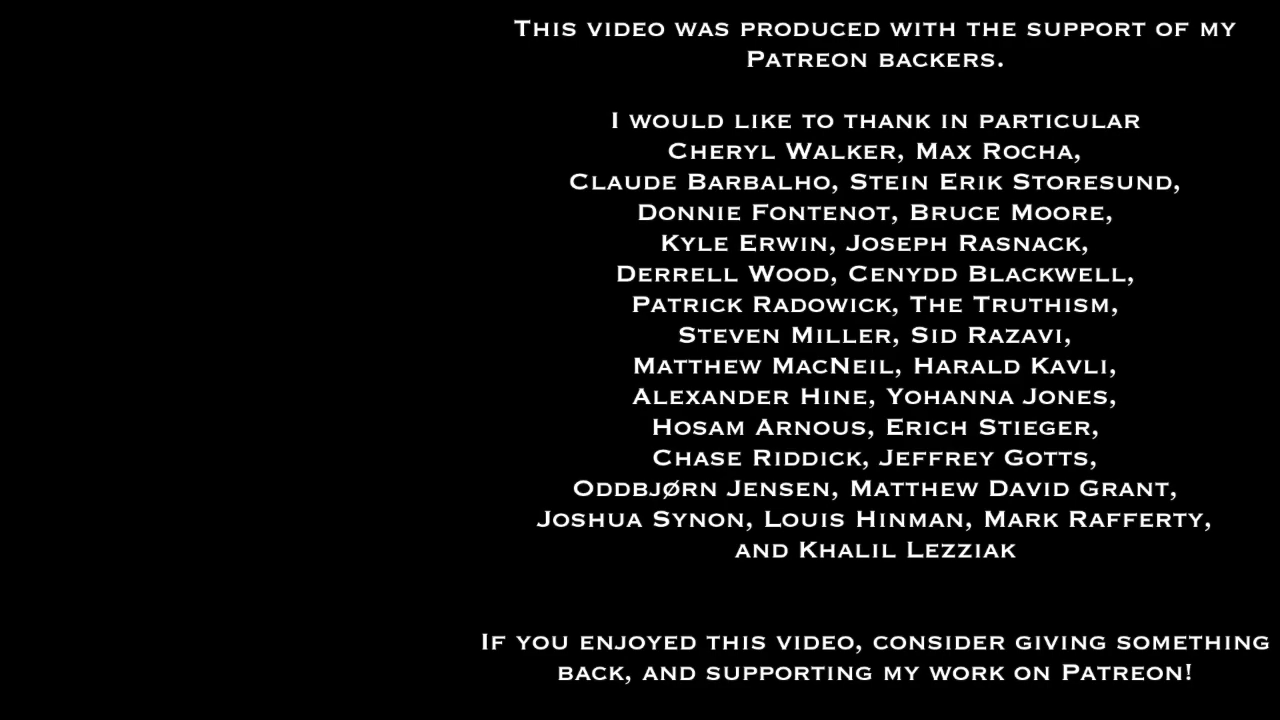 This video was produced with the support of my
Patreon backers.
I would like to thank in particular
Cheryl Walker, Max Rocha,
Claude Barbalho, Stein Erik Storesund,
Donnie Fontenot, Bruce Moore,
Kyle Erwin, Joseph Rasnack,
Derrell Wood, Cenydd Blackwell,
Patrick Radowick, The Truthism,
Steven Miller, Sid Razavi,
Matthew MacNeil, Harald Kavli,
Alexander Hine, Yohanna Jones,
Hosam Arnous, Erich Stieger,
Chase Riddick, Jeffrey Gotts,
Oddbjørn Jensen, Matthew David Grant,
Joshua Synon, Louis Hinman, Mark Rafferty,
and Khalil Lezziak
If you enjoyed this video, consider giving something
back, and supporting my work on Patreon!